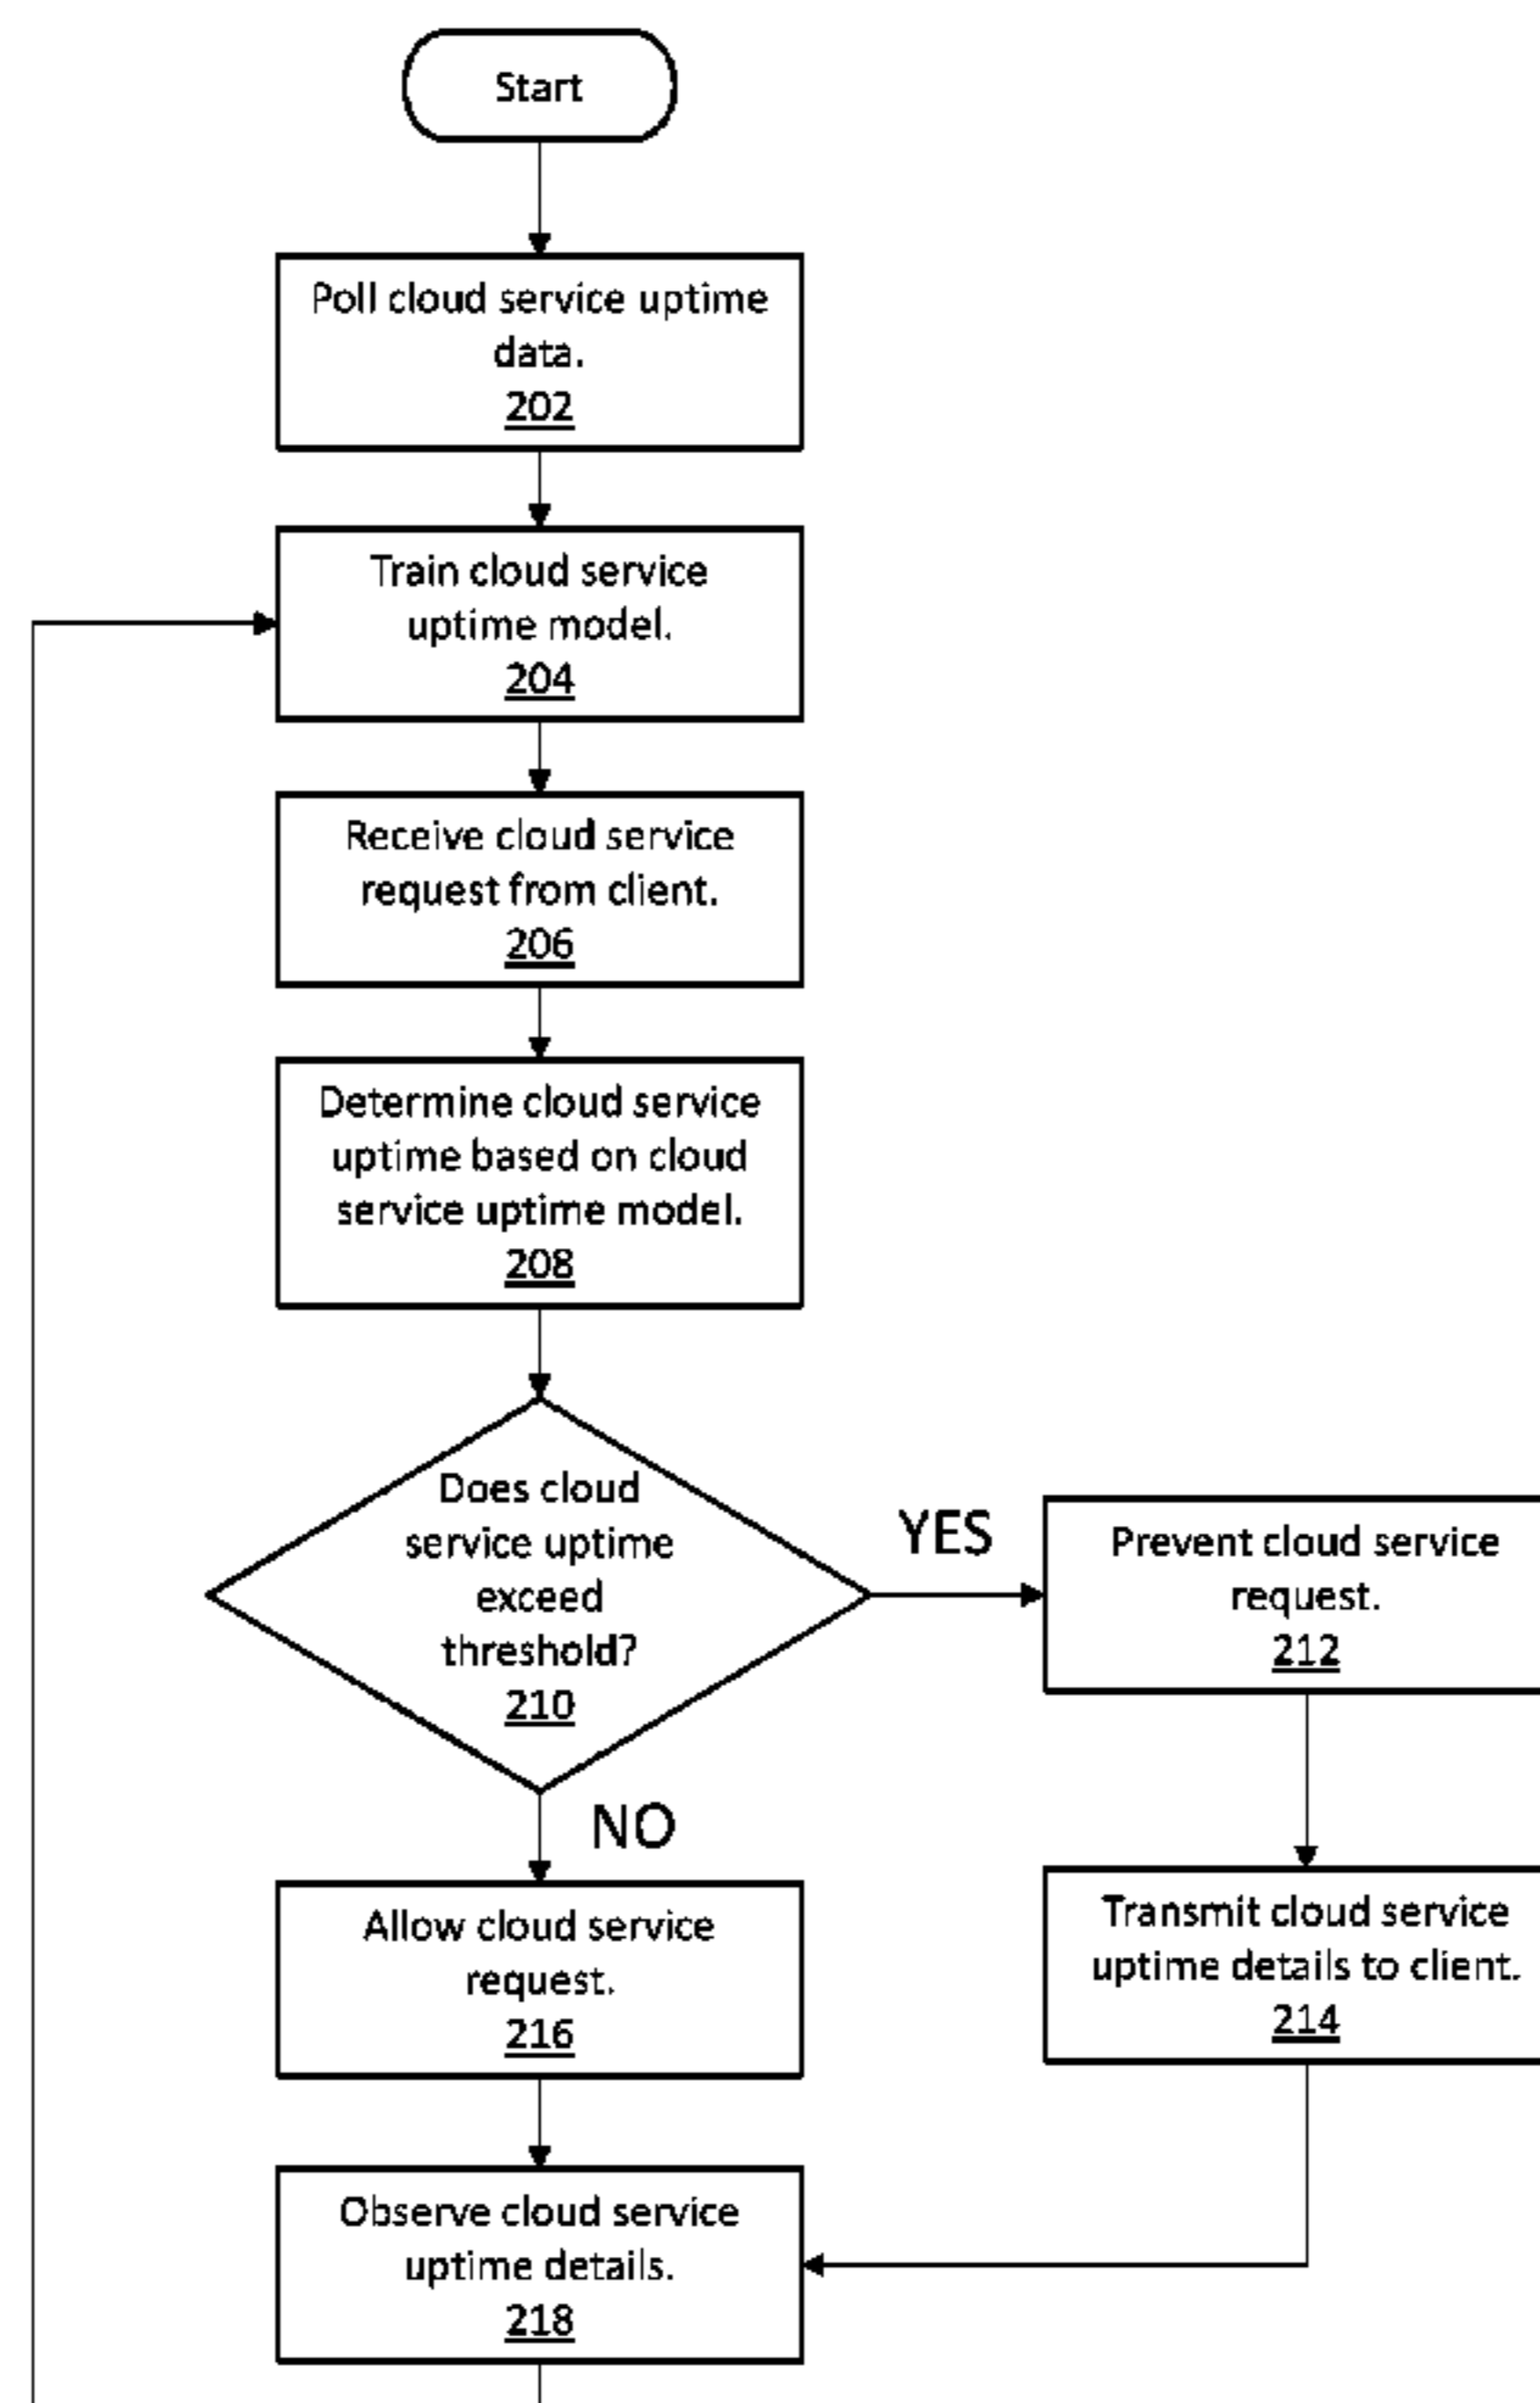 Start
Poll cloud service uptime
data.
202
Train cloud service
uptime model.
204
Receive cloud service
request from client.
206
Determine cloud service
uptime based on cloud
service uptime model.
208
Does cloud
service uptime
exceed
threshold?
210
YES
Prevent cloud service
request.
212
NO
Transmit cloud service
uptime details to client.
214
Allow cloud service
request.
216
Observe cloud service
uptime details.
218